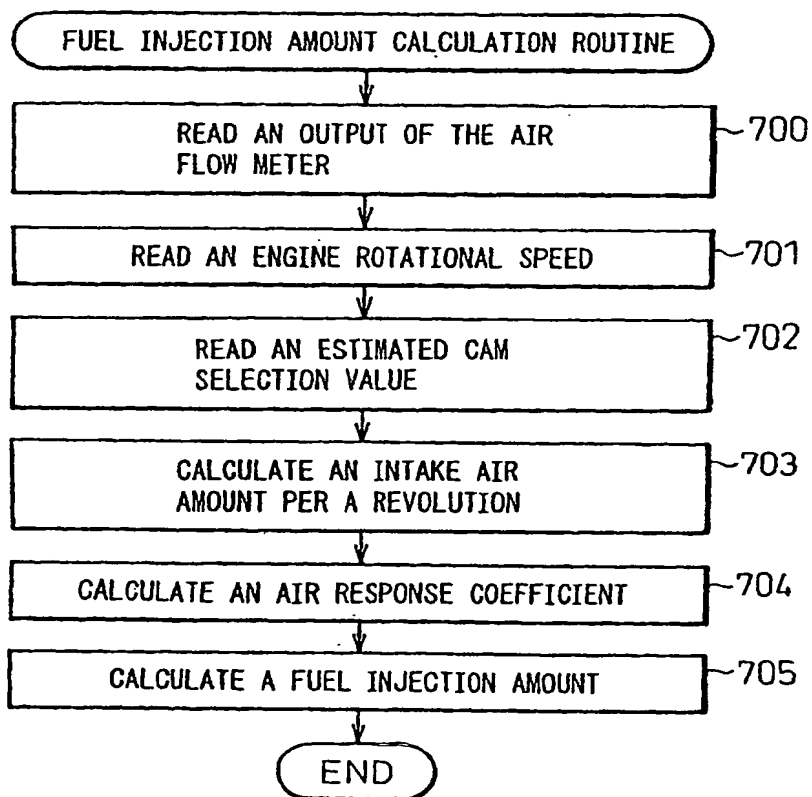 FUEL INJECTION AMOUNT CALCULATION ROUTINE
READ AN OUTPUT OF THE AIR
FLOW METER
700
READ AN ENGINE ROTATIONAL SPEED
701
READ AN ESTIMATED CAM
SELECTION VALUE
702
CALCULATE AN INTAKE AIR
AMOUNT PER A REVOLUTION
703
CALCULATE AN AIR RESPONSE COEFFICIENT
704
CALCULATE A FUEL INJECTION AMOUNT
705
END